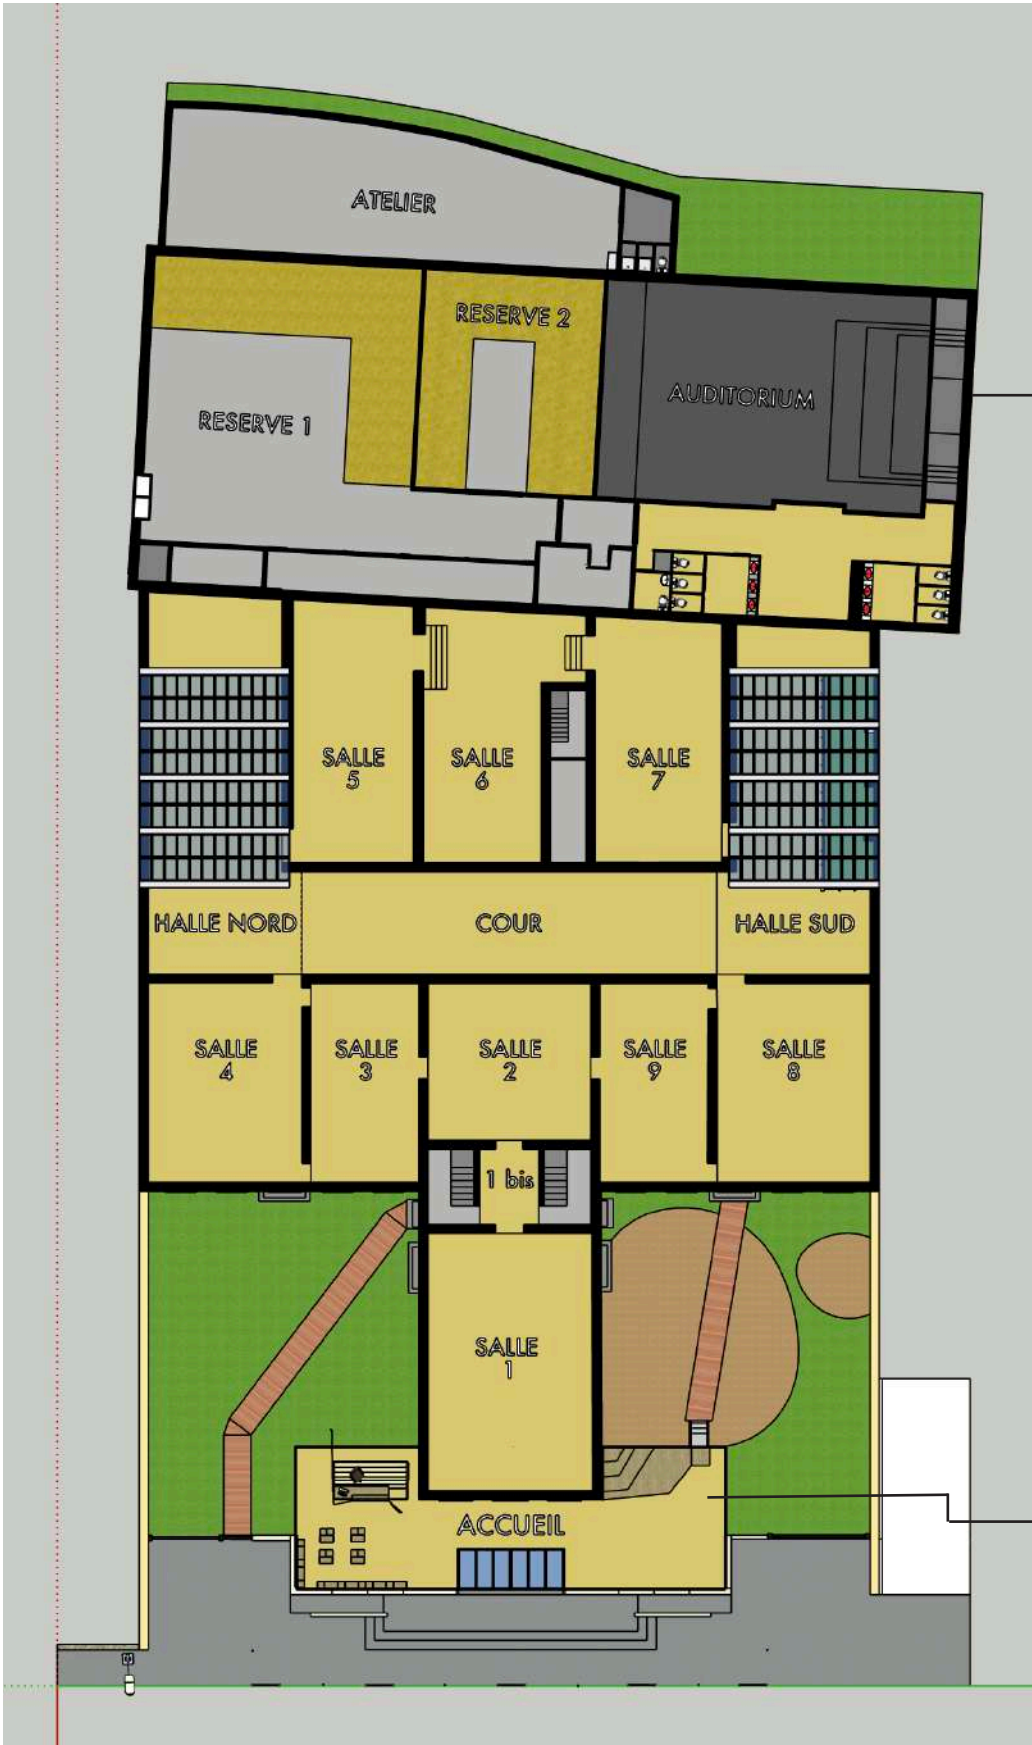 ATELIER
RESERVE 2
AUDITORIUM
RESERVE 1
SALLE
5
SALLE
6
SALLE
7
HALLE NORD
COUR
HALLE SUD
SALLE
4
SALLE
3
SALLE
2
SALLE
9
SALLE
8
1 bis
SALLE
1
ACCUEIL